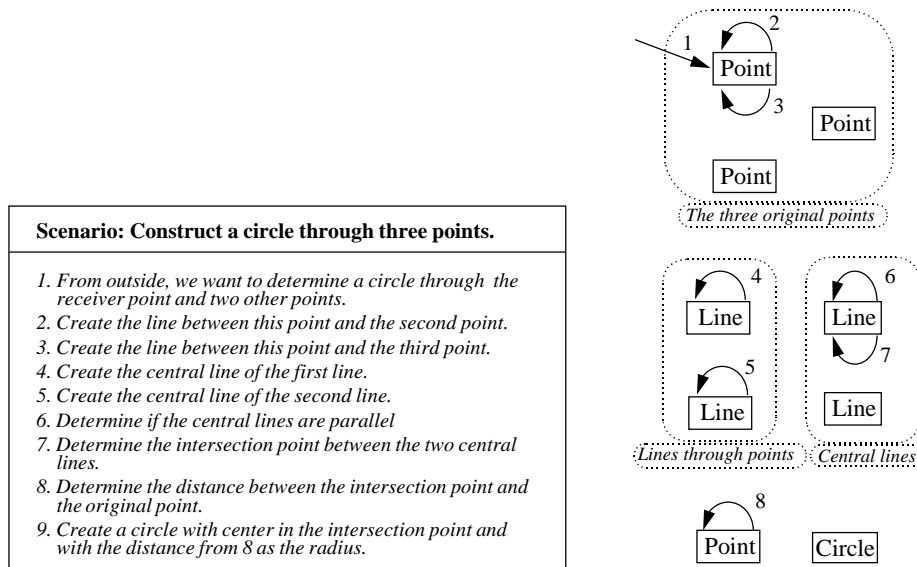 Scenario: Construct a circle through three points.
1. From outside, we want to determine a circle through the
receiver point and two other points.
2. Create the line between this point and the second point.
3. Create the line between this point and the third point.
4. Create the central line of the first line.
5. Create the central line of the second line.
6. Determine if the central lines are parallel
7. Determine the intersection point between the two central
lines.
8. Determine the distance between the intersection point and
the original point.
9. Create a circle with center in the intersection point and
with the distance from 8 as the radius.
1
2
Point
3
Point
Point
The three original points
4
Line
5
Line
Lines through points
6
Line
7
Line
Central lines
8
Point
Circle